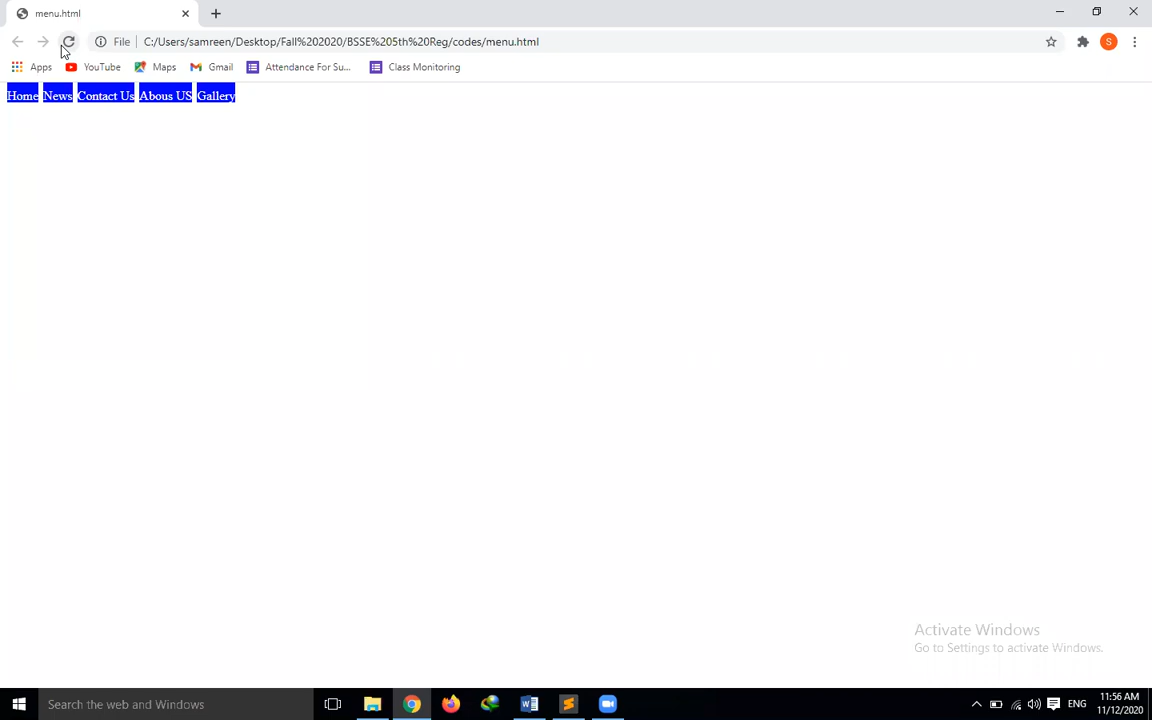 menu.html
File C:/Users/samreen/Desktop/Fall%202020/BSSE%205th%20Reg/codes/menu.html S
Apps YouTube Maps Gmail Attendance For Su... Class Monitoring
Home News Contact Us Abous US Gallery
Activate Windows
Go to Settings to activate Windows.
Search the web and Windows
ENG
11:56 AM
11/12/2020